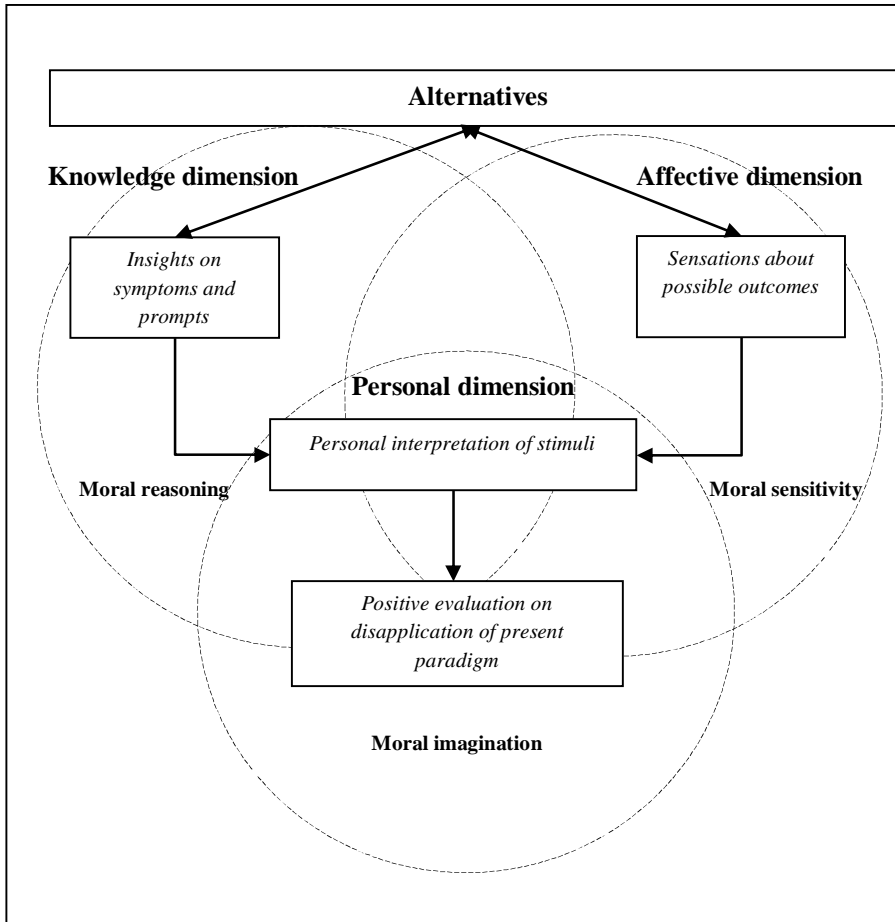 Alternatives
Knowledge dimension
Affective dimension
Insights on
symptoms and
prompts
Sensations about
possible outcomes
Personal dimension
Personal interpretation of stimuli
Moral reasoning
Moral sensitivity
Positive evaluation on
disapplication of present
paradigm
Moral imagination